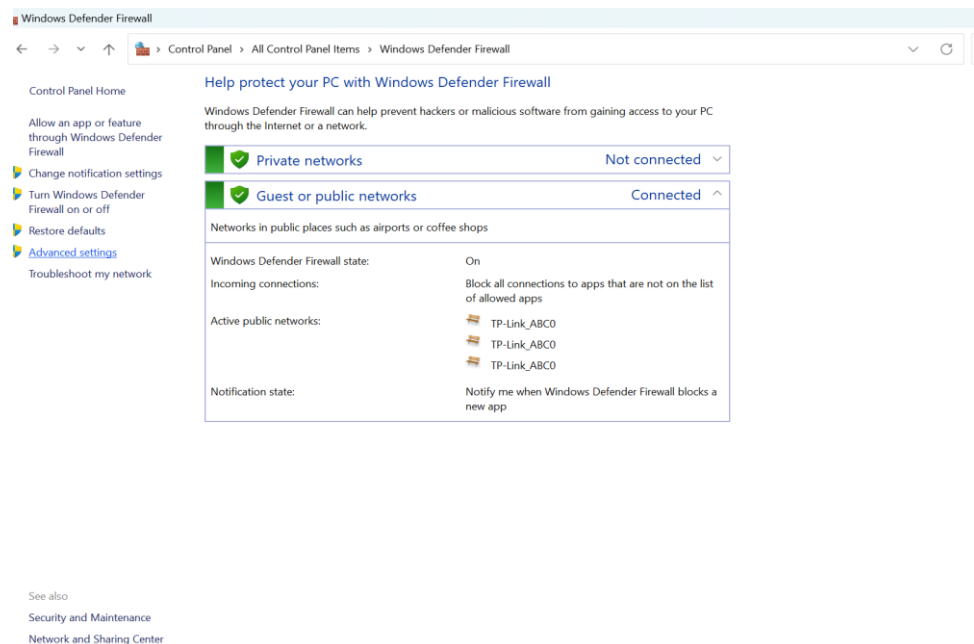 Windows Defender Firewall
Control Panel > All Control Panel Items > Windows Defender Firewall
Control Panel Home
Allow an app or feature
through Windows Defender
Firewall
Change notification settings
Turn Windows Defender
Firewall on or off
Restore defaults
Advanced settings
Troubleshoot my network
Help protect your PC with Windows Defender Firewall
Windows Defender Firewall can help prevent hackers or malicious software from gaining access to your PC
through the Internet or a network.
Private networks Not connected
Guest or public networks Connected
Networks in public places such as airports or coffee shops
Windows Defender Firewall state: On
Incoming connections: Block all connections to apps that are not on the list
of allowed apps
Active public networks: TP-Link_ABC0
TP-Link_ABC0
TP-Link_ABC0
Notification state: Notify me when Windows Defender Firewall blocks a
new app
See also
Security and Maintenance
Network and Sharing Center